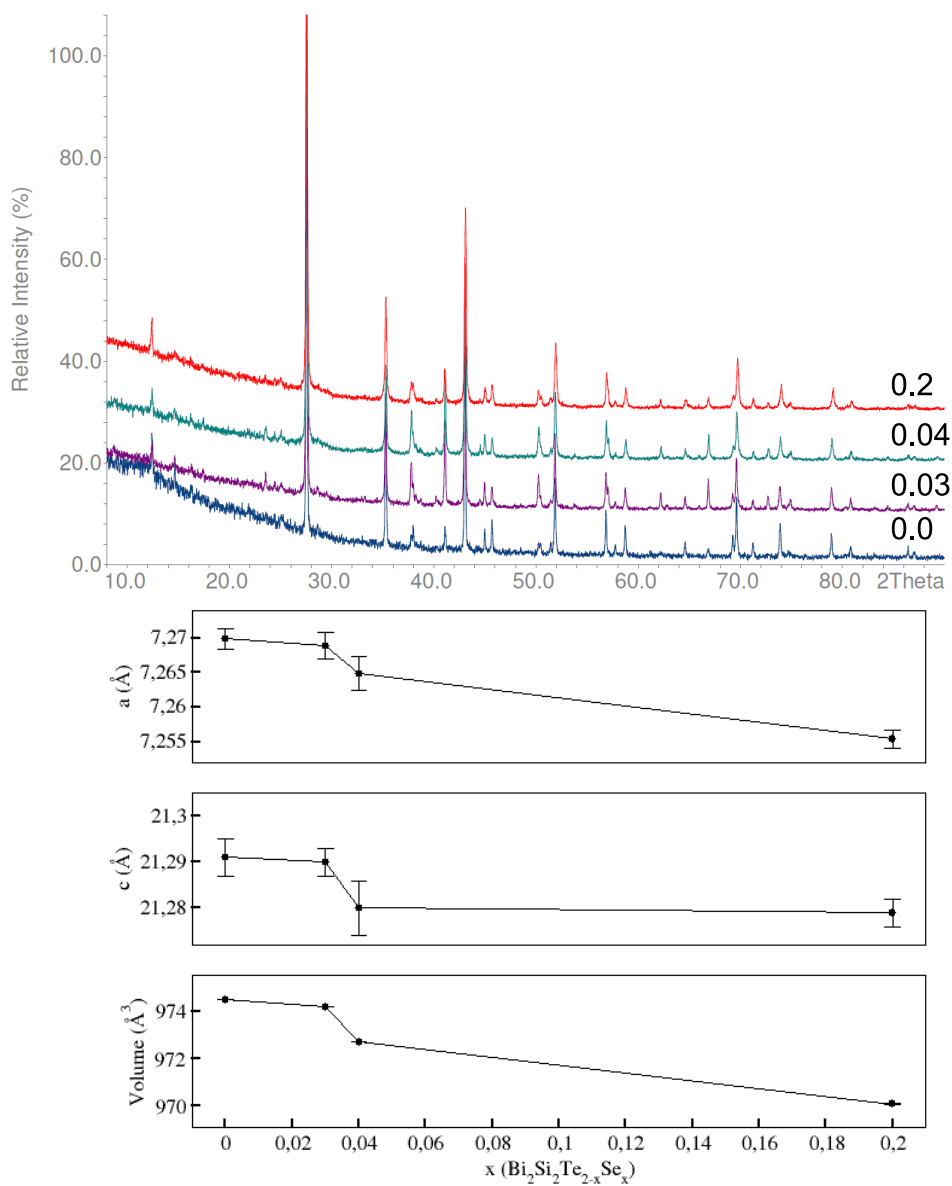 100.0
80.0
60.0
40.0
20.0
0.0
Relative Intensity (%)
0.2
0.04
0.03
0.0
10.0 20.0 30.0 40.0 50.0 60.0 70.0 80.0 2Theta
7,27
7,265
7,26
7,255
a (Å)
21,3
21,29
21,28
c (Å)
974
972
970
Volume (Å³)
0 0,02 0,04 0,06 0,08 0,1 0,12 0,14 0,16 0,18 0,2
x (Bi₂Si₂Te₂₋ₓSeₓ)